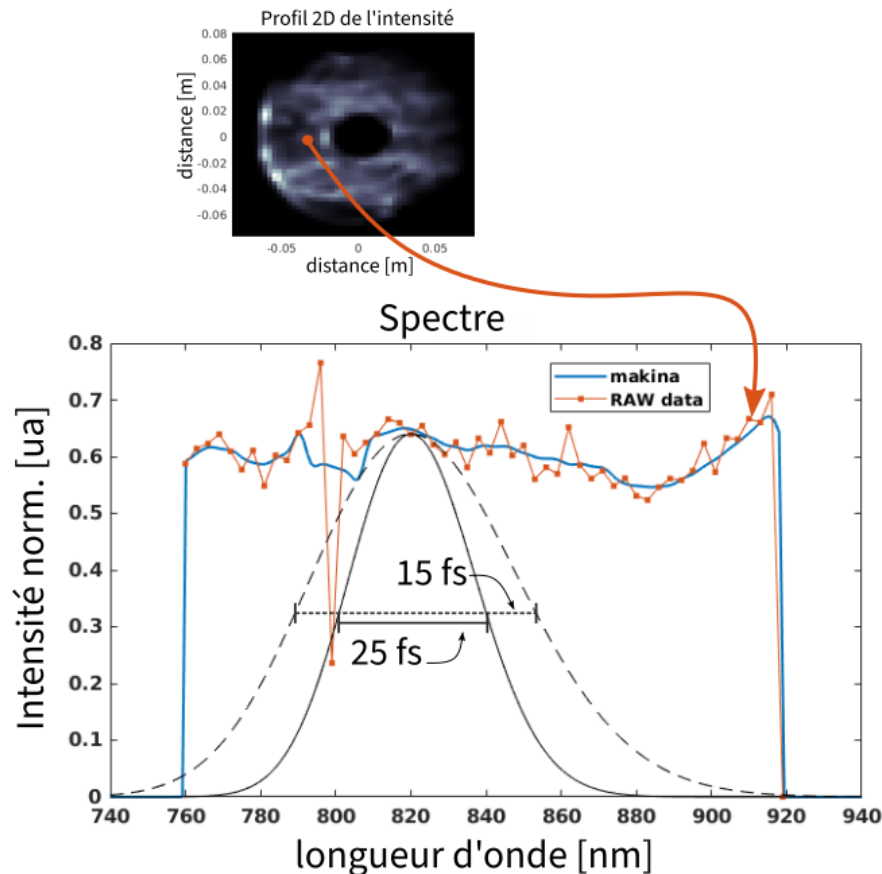 Profil 2D de l'intensité
0.08
0.06
0.04
0.02
0
-0.02
-0.04
-0.06
distance [m]
-0.05 0 0.05
distance [m]
Spectre
0.8
0.7
0.6
0.5
0.4
0.3
0.2
0.1
0
Intensité norm. [ua]
makina
RAW data
15 fs
25 fs
740 760 780 800 820 840 860 880 900 920 940
longueur d'onde [nm]